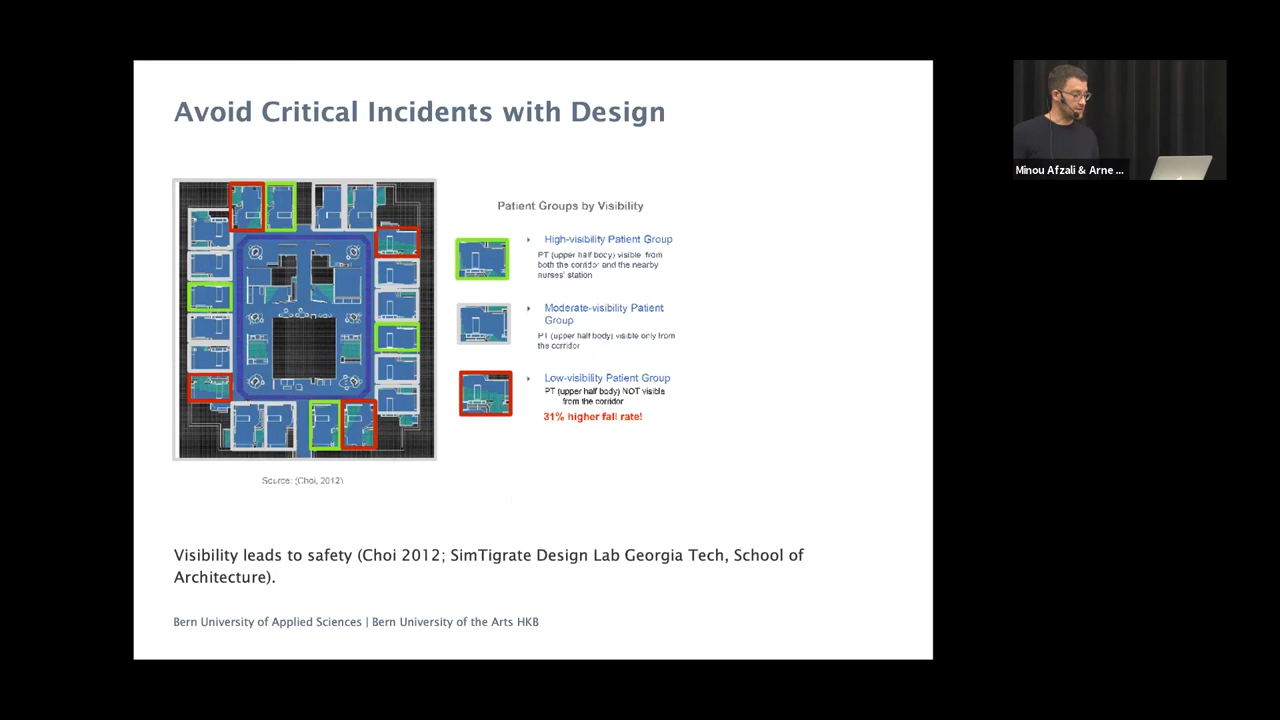 Avoid Critical Incidents with Design
Patient Groups by Visibility
High-visibility Patient Group
PT (upper half body) visible from
both the corridor and the nearby
nurses' station
Moderate-visibility Patient
Group
PT (upper half body) visible only from
the corridor
Low-visibility Patient Group
PT (upper half body) NOT visible
from the corridor
31% higher fall rate!
Source: (Choi, 2012)
Visibility leads to safety (Choi 2012; SimTigrate Design Lab Georgia Tech, School of
Architecture).
Bern University of Applied Sciences | Bern University of the Arts HKB
Minou Afzali & Arne ...